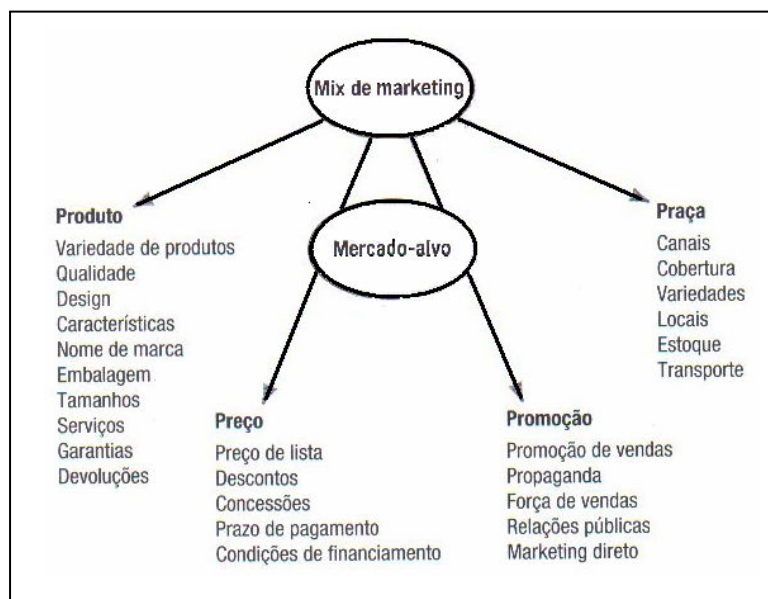 Mix de marketing
Mercado-alvo
Produto
Variedade de produtos
Qualidade
Design
Características
Nome de marca
Embalagem
Tamanhos
Serviços
Garantias
Devoluções
Preço
Preço de lista
Descontos
Concessões
Prazo de pagamento
Condições de financiamento
Promoção
Promoção de vendas
Propaganda
Força de vendas
Relações públicas
Marketing direto
Praça
Canais
Cobertura
Variedades
Locais
Estoque
Transporte